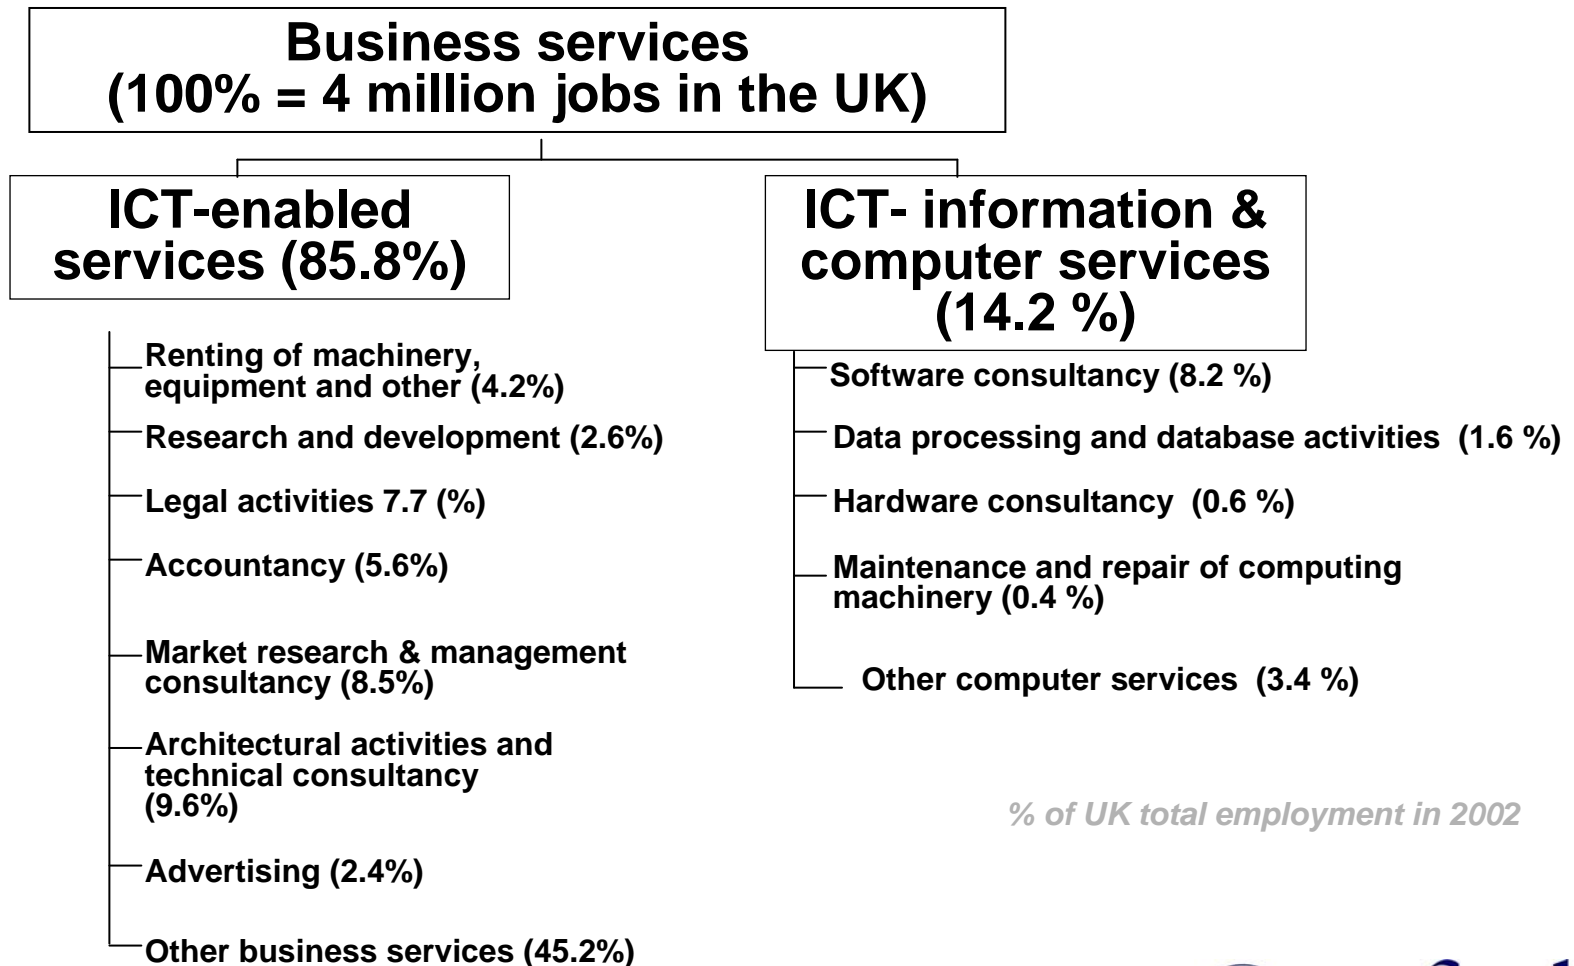 Business services
(100% = 4 million jobs in the UK)
ICT-enabled
services (85.8%)
Renting of machinery,
equipment and other (4.2%)
Research and development (2.6%)
Legal activities 7.7 (%)
Accountancy (5.6%)
Market research & management
consultancy (8.5%)
Architectural activities and
technical consultancy
(9.6%)
Advertising (2.4%)
Other business services (45.2%)
ICT- information &
computer services
(14.2 %)
Software consultancy (8.2 %)
Data processing and database activities (1.6 %)
Hardware consultancy (0.6 %)
Maintenance and repair of computing
machinery (0.4 %)
Other computer services (3.4 %)
% of UK total employment in 2002